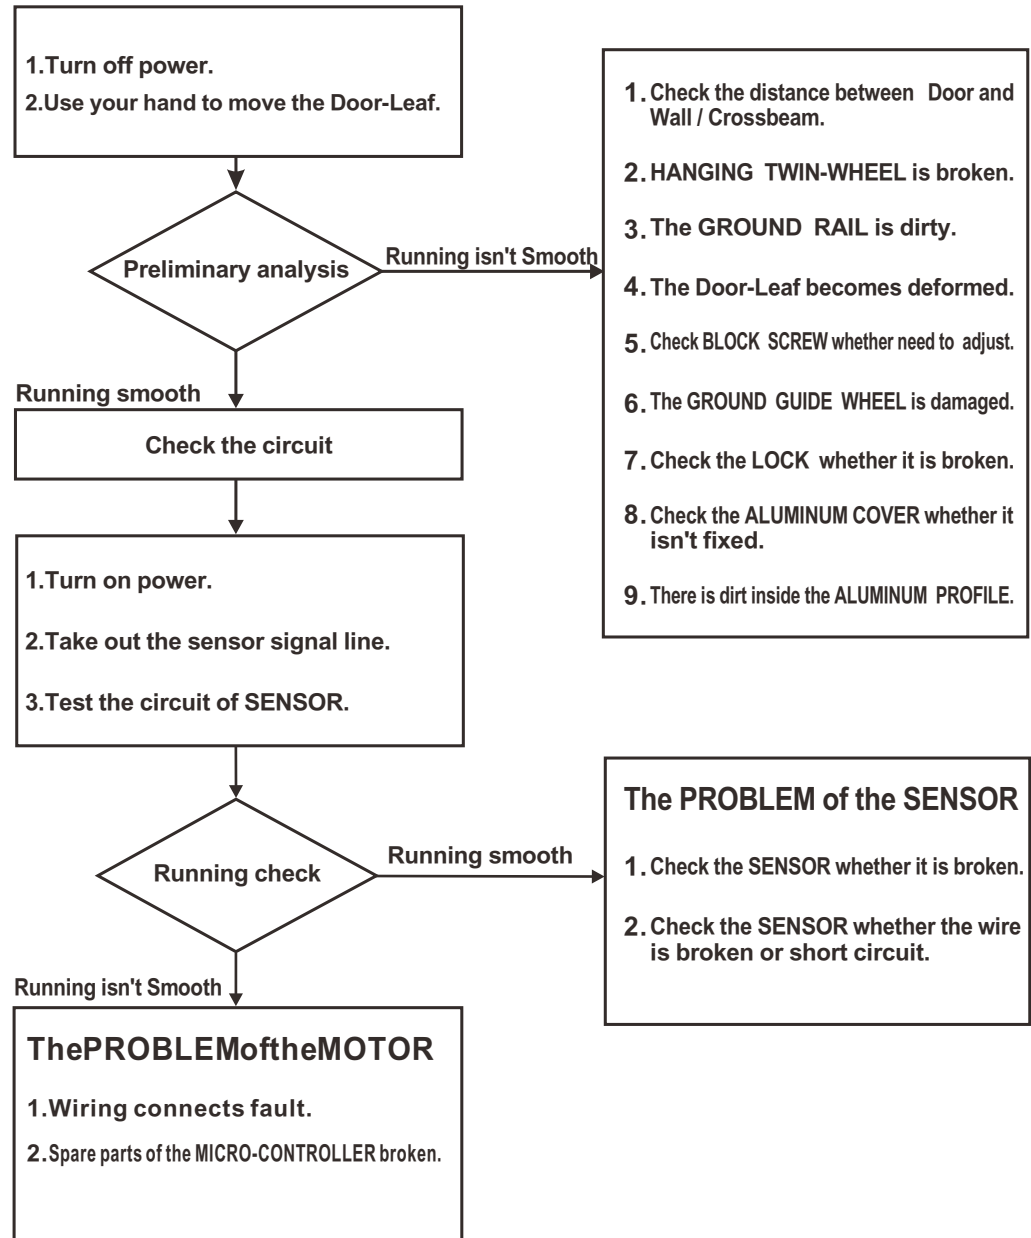 1.Turn off power.
2.Use your hand to move the Door-Leaf.
Preliminary analysis
Running isn't Smooth
1. Check the distance between Door and
Wall / Crossbeam.
2. HANGING TWIN-WHEEL is broken.
3. The GROUND RAIL is dirty.
4. The Door-Leaf becomes deformed.
5. Check BLOCK SCREW whether need to adjust.
6. The GROUND GUIDE WHEEL is damaged.
7. Check the LOCK whether it is broken.
8. Check the ALUMINUM COVER whether it
isn't fixed.
9. There is dirt inside the ALUMINUM PROFILE.
Running smooth
Check the circuit
1.Turn on power.
2.Take out the sensor signal line.
3.Test the circuit of SENSOR.
Running check
Running smooth
The PROBLEM of the SENSOR
1. Check the SENSOR whether it is broken.
2. Check the SENSOR whether the wire
is broken or short circuit.
Running isn't Smooth
ThePROBLEMoftheMOTOR
1.Wiring connects fault.
2.Spare parts of the MICRO-CONTROLLER broken.